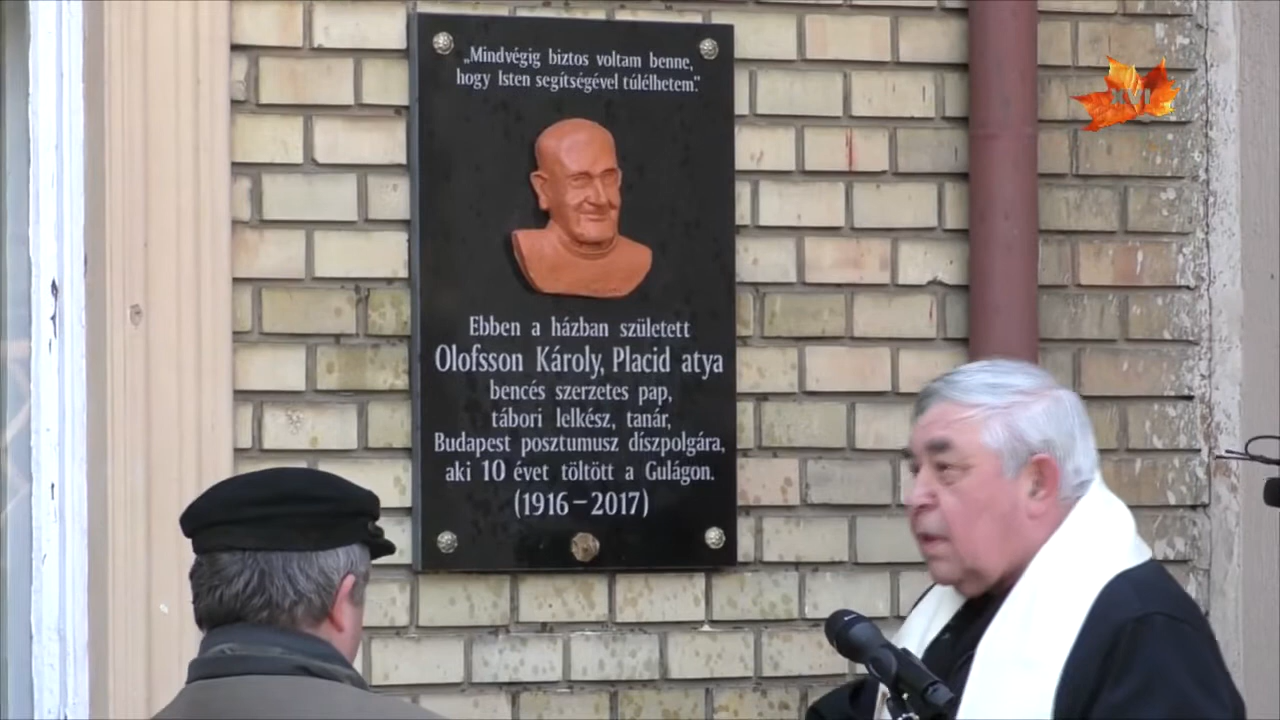 „Mindvégig biztos voltam benne,
hogy Isten segítségével túlélhetem."
Ebben a házban született
Olofsson Károly, Placid atya
bencés szerzetes pap,
tábori lelkész, tanár,
Budapest posztumusz díszpolgára,
aki 10 évet töltött a Gulágon.
(1916–2017)
XVI